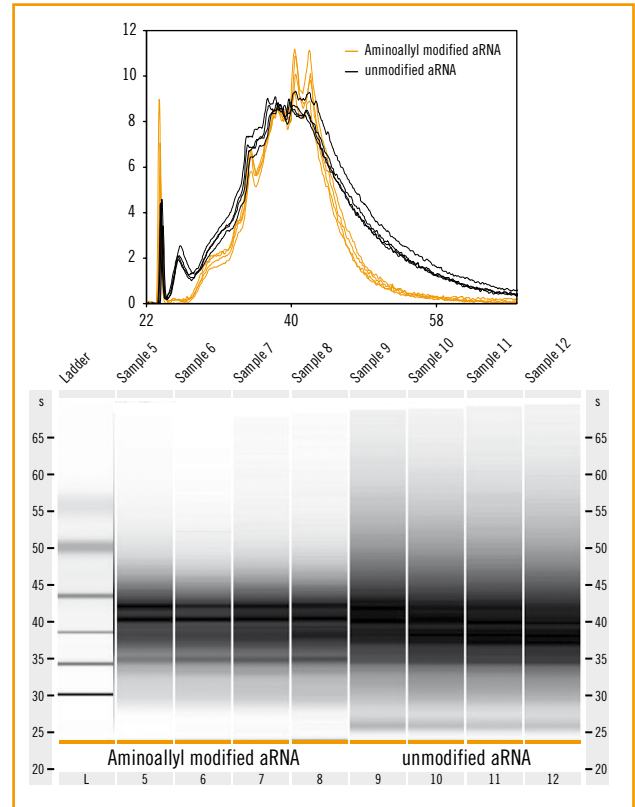 12
10
8
6
4
2
0
22 40 58
Aminoallyl modified aRNA
unmodified aRNA
Ladder Sample 5 Sample 6 Sample 7 Sample 8 Sample 9 Sample 10 Sample 11 Sample 12
s s
65 65
60 60
55 55
50 50
45 45
40 40
35 35
30 30
25 25
Aminoallyl modified aRNA unmodified aRNA
20 20
L 5 6 7 8 9 10 11 12